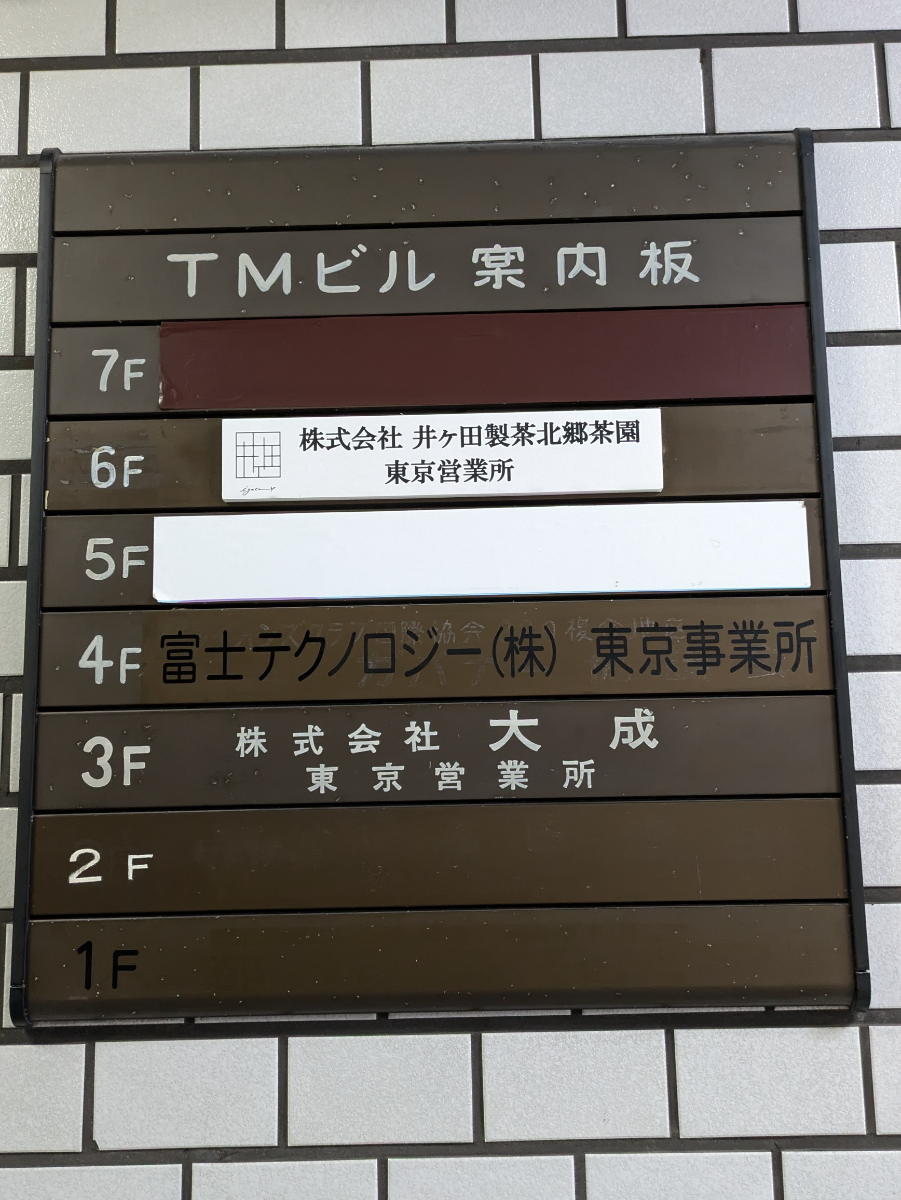 TMビル 案内板
7F
6F 株式会社 井ヶ田製茶北郷茶園
東京営業所
5F
4F 富士テクノロジー(株) 東京事業所
3F 株式会社 大成
東京営業所
2F
1F